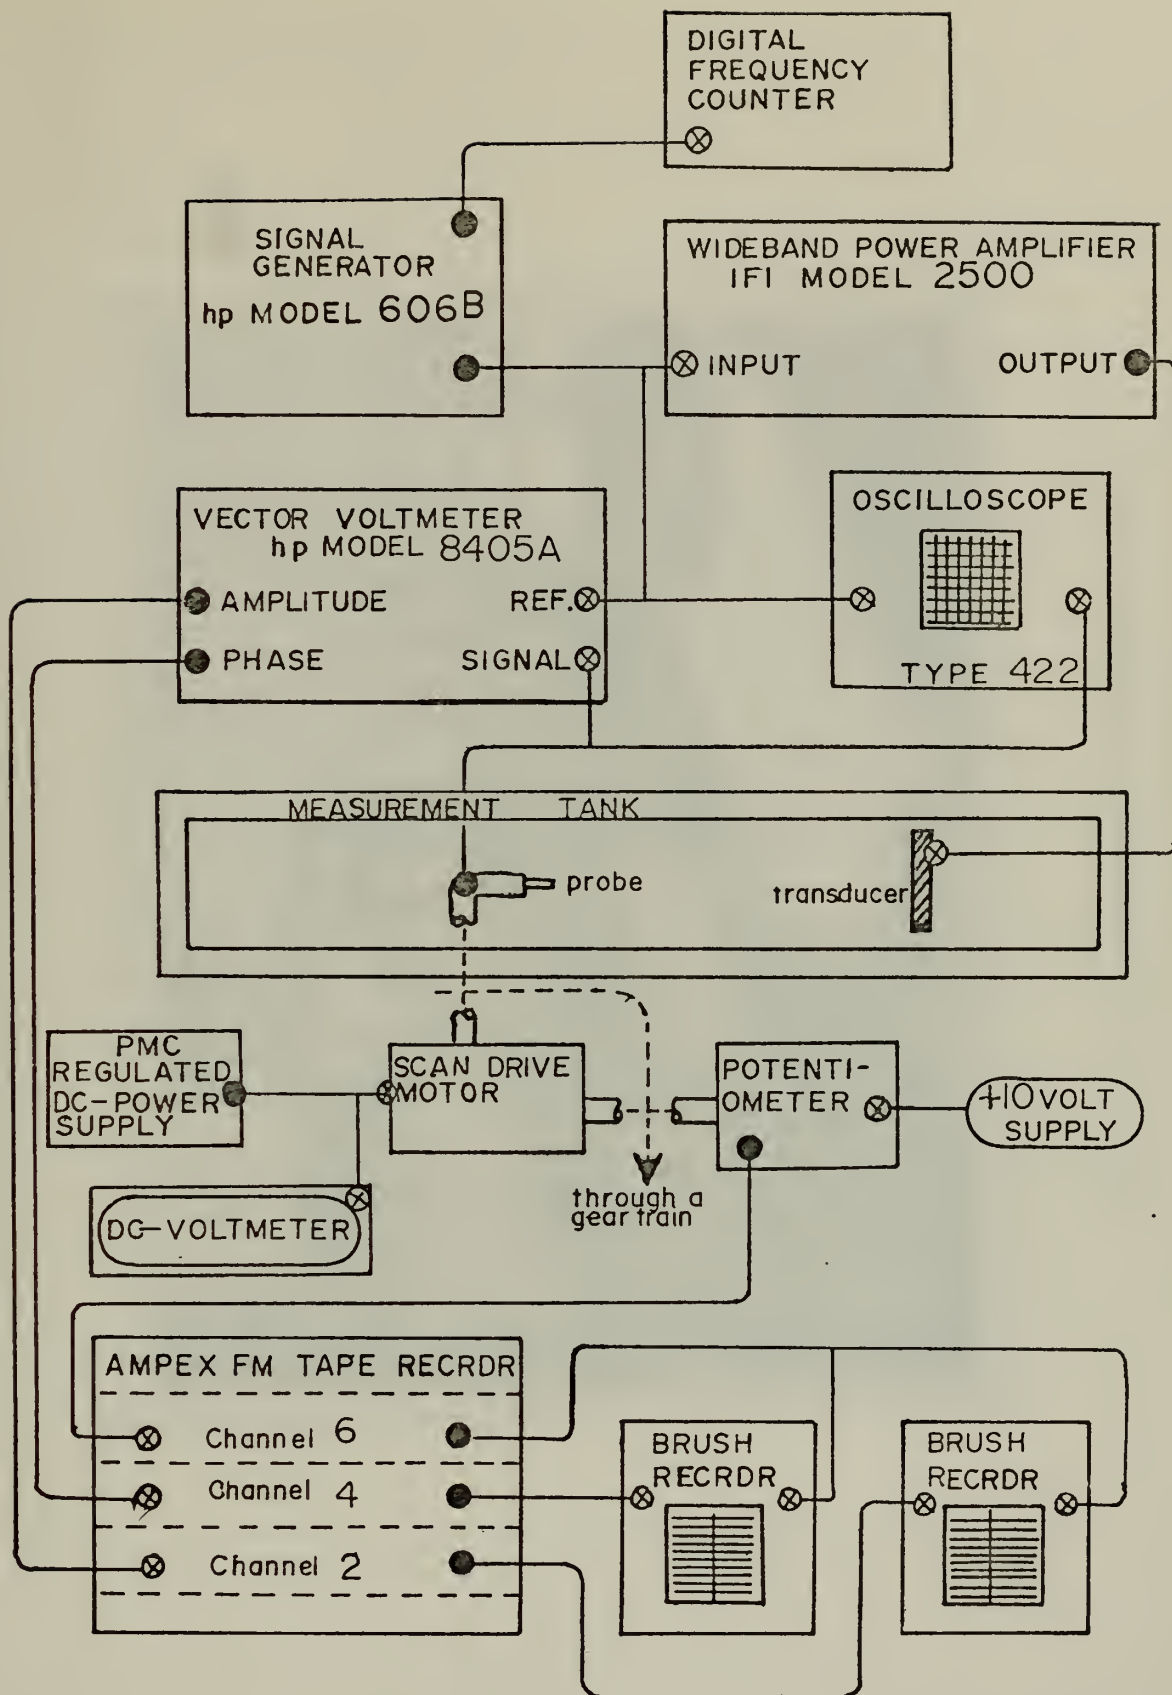 DIGITAL
FREQUENCY
COUNTER
SIGNAL
GENERATOR
hp MODEL 606B
WIDEBAND POWER AMPLIFIER
IFI MODEL 2500
INPUT
OUTPUT
VECTOR VOLTMETER
hp MODEL 8405A
AMPLITUDE
REF.
PHASE
SIGNAL
OSCILLOSCOPE
TYPE 422
MEASUREMENT TANK
probe
transducer
PMC
REGULATED
DC-POWER
SUPPLY
SCAN DRIVE
MOTOR
POTENTI-
OMETER
+10 VOLT
SUPPLY
through a
gear train
DC-VOLTMETER
AMPEX FM TAPE RECRDR
Channel 6
Channel 4
Channel 2
BRUSH
RECRDR
BRUSH
RECRDR